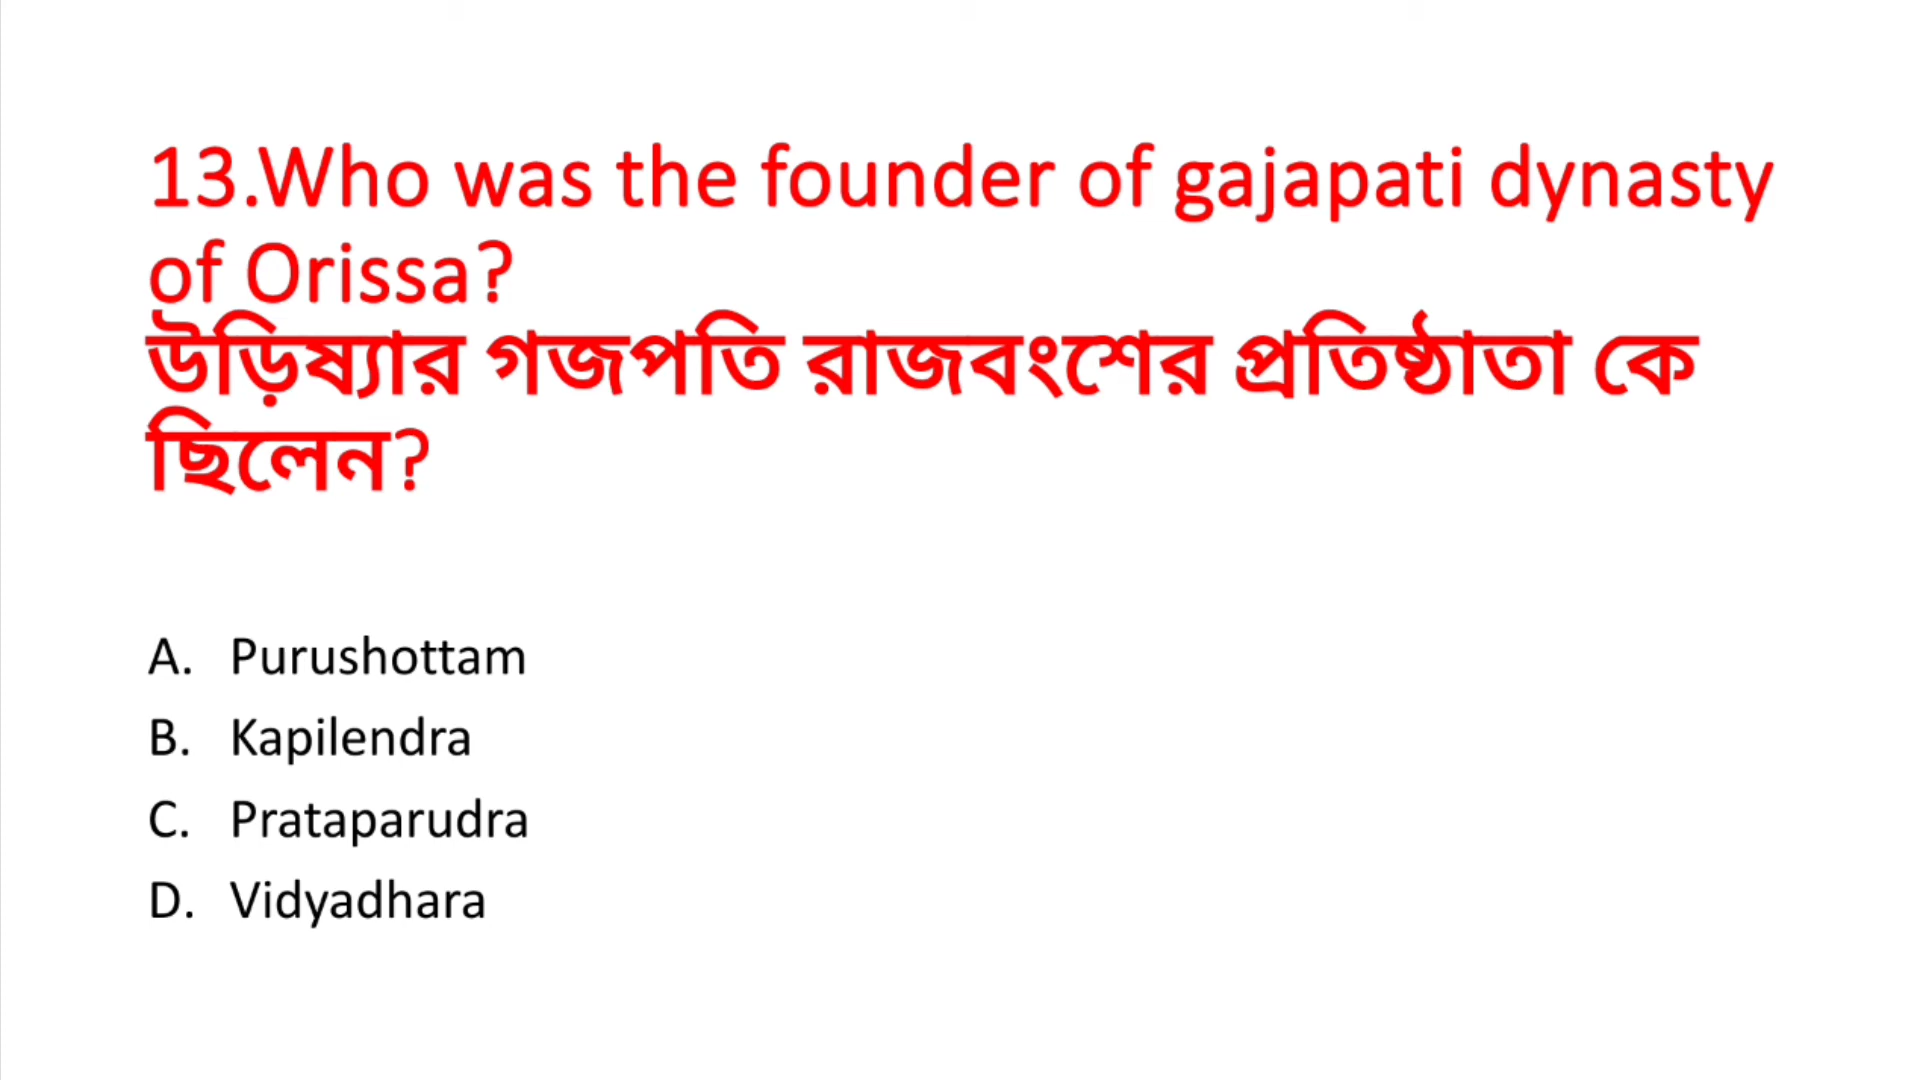 13.Who was the founder of gajapati dynasty
of Orissa?
উড়িষ্যার গজপতি রাজবংশের প্রতিষ্ঠাতা কে
ছিলেন?
A. Purushottam
B. Kapilendra
C. Prataparudra
D. Vidyadhara